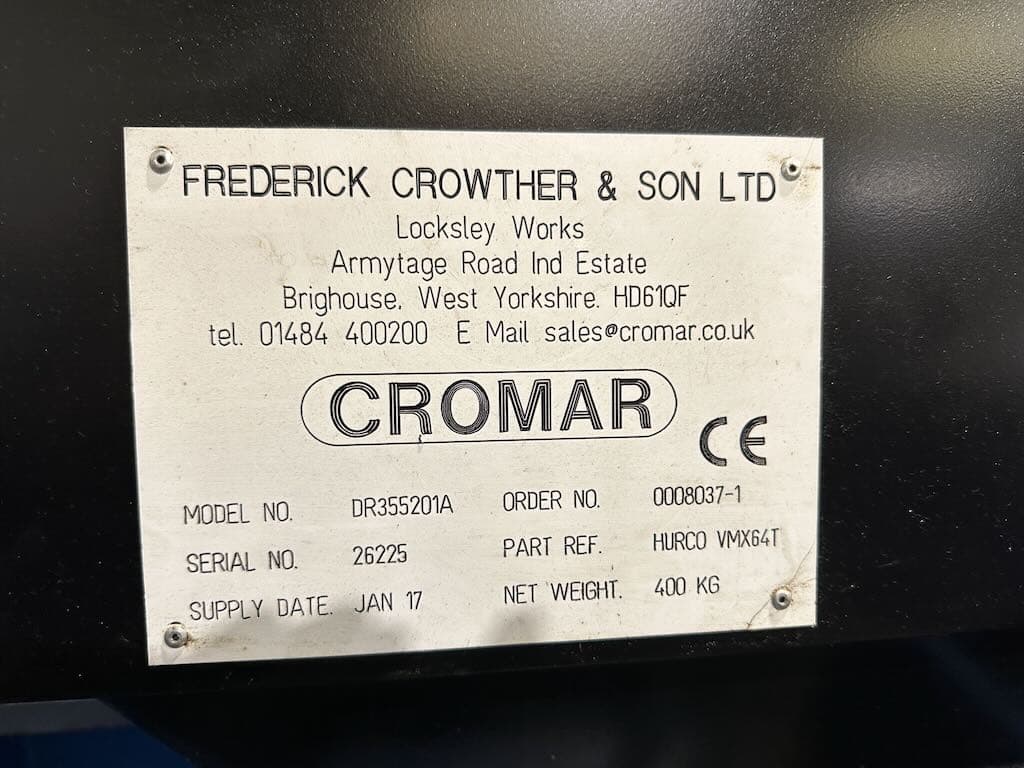 FREDERICK CROWTHER & SON LTD
Locksley Works
Armytage Road Ind Estate
Brighouse. West Yorkshire. HD61QF
tel. 01484 400200 E Mail sales@cromar.co.uk
CROMAR
CE
MODEL NO. DR355201A ORDER NO. 0008037-1
SERIAL NO. 26225 PART REF. HURCO VMX64T
SUPPLY DATE. JAN 17 NET WEIGHT. 400 KG